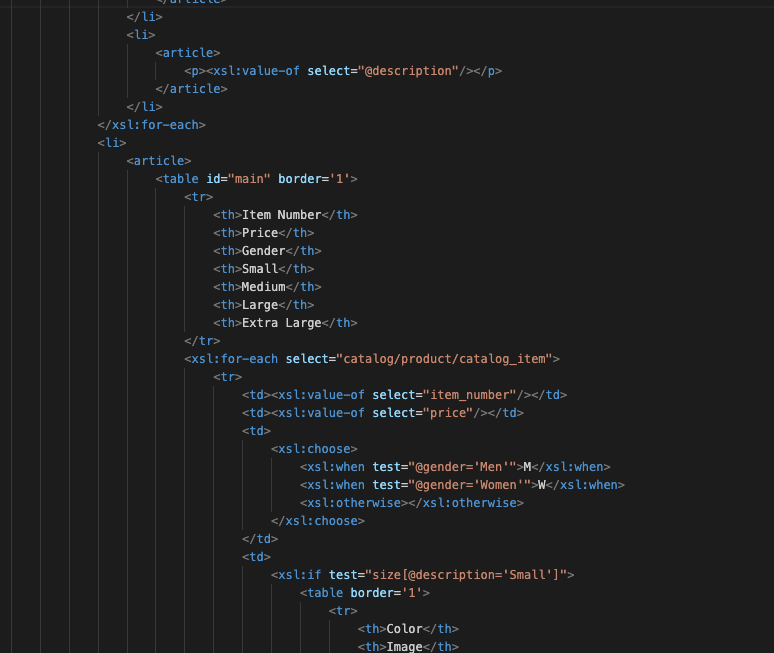 </article>
</li>
<li>
<article>
<p><xsl:value-of select="@description"/></p>
</article>
</li>
</xsl:for-each>
<li>
<article>
<table id="main" border='1'>
<tr>
<th>Item Number</th>
<th>Price</th>
<th>Gender</th>
<th>Small</th>
<th>Medium</th>
<th>Large</th>
<th>Extra Large</th>
</tr>
<xsl:for-each select="catalog/product/catalog_item">
<tr>
<td><xsl:value-of select="item_number"/></td>
<td><xsl:value-of select="price"/></td>
<td>
<xsl:choose>
<xsl:when test="@gender='Men'">M</xsl:when>
<xsl:when test="@gender='Women'">W</xsl:when>
<xsl:otherwise></xsl:otherwise>
</xsl:choose>
</td>
<td>
<xsl:if test="size[@description='Small']">
<table border='1'>
<tr>
<th>Color</th>
<th>Image</th>